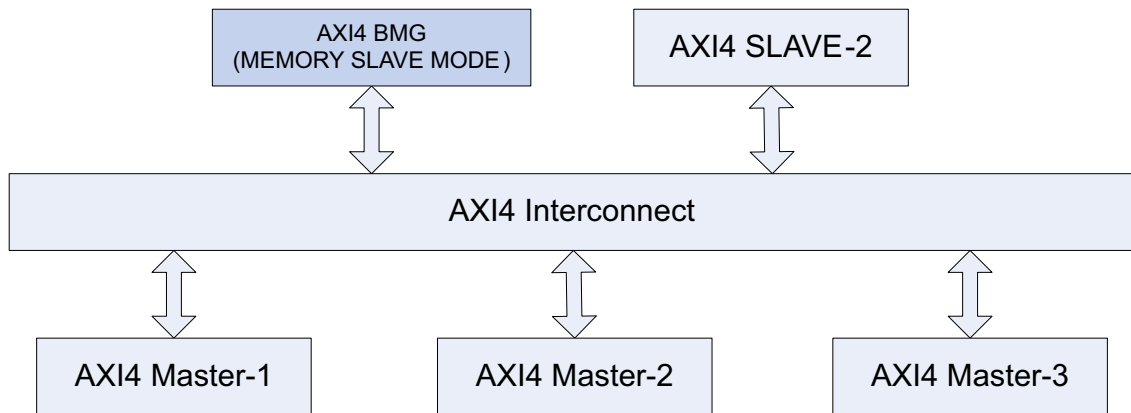 AXI4 BMG
(MEMORY SLAVE MODE)
AXI4 SLAVE-2
AXI4 Interconnect
AXI4 Master-1
AXI4 Master-2
AXI4 Master-3